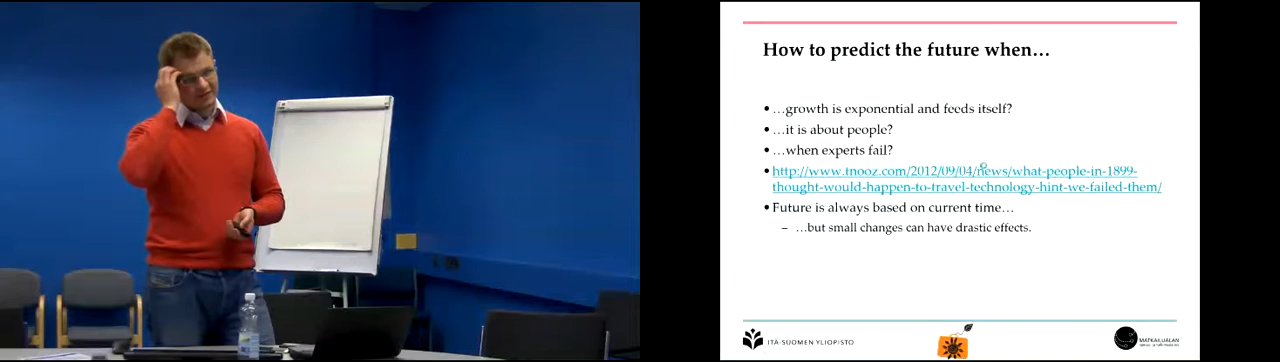 How to predict the future when…
• …growth is exponential and feeds itself?
• …it is about people?
• …when experts fail?
• http://www.tnooz.com/2012/09/04/news/what-people-in-1899-
thought-would-happen-to-travel-technology-hint-we-failed-them/
• Future is always based on current time…
– …but small changes can have drastic effects.
ITÄ-SUOMEN YLIOPISTO
MATKAILUALAN